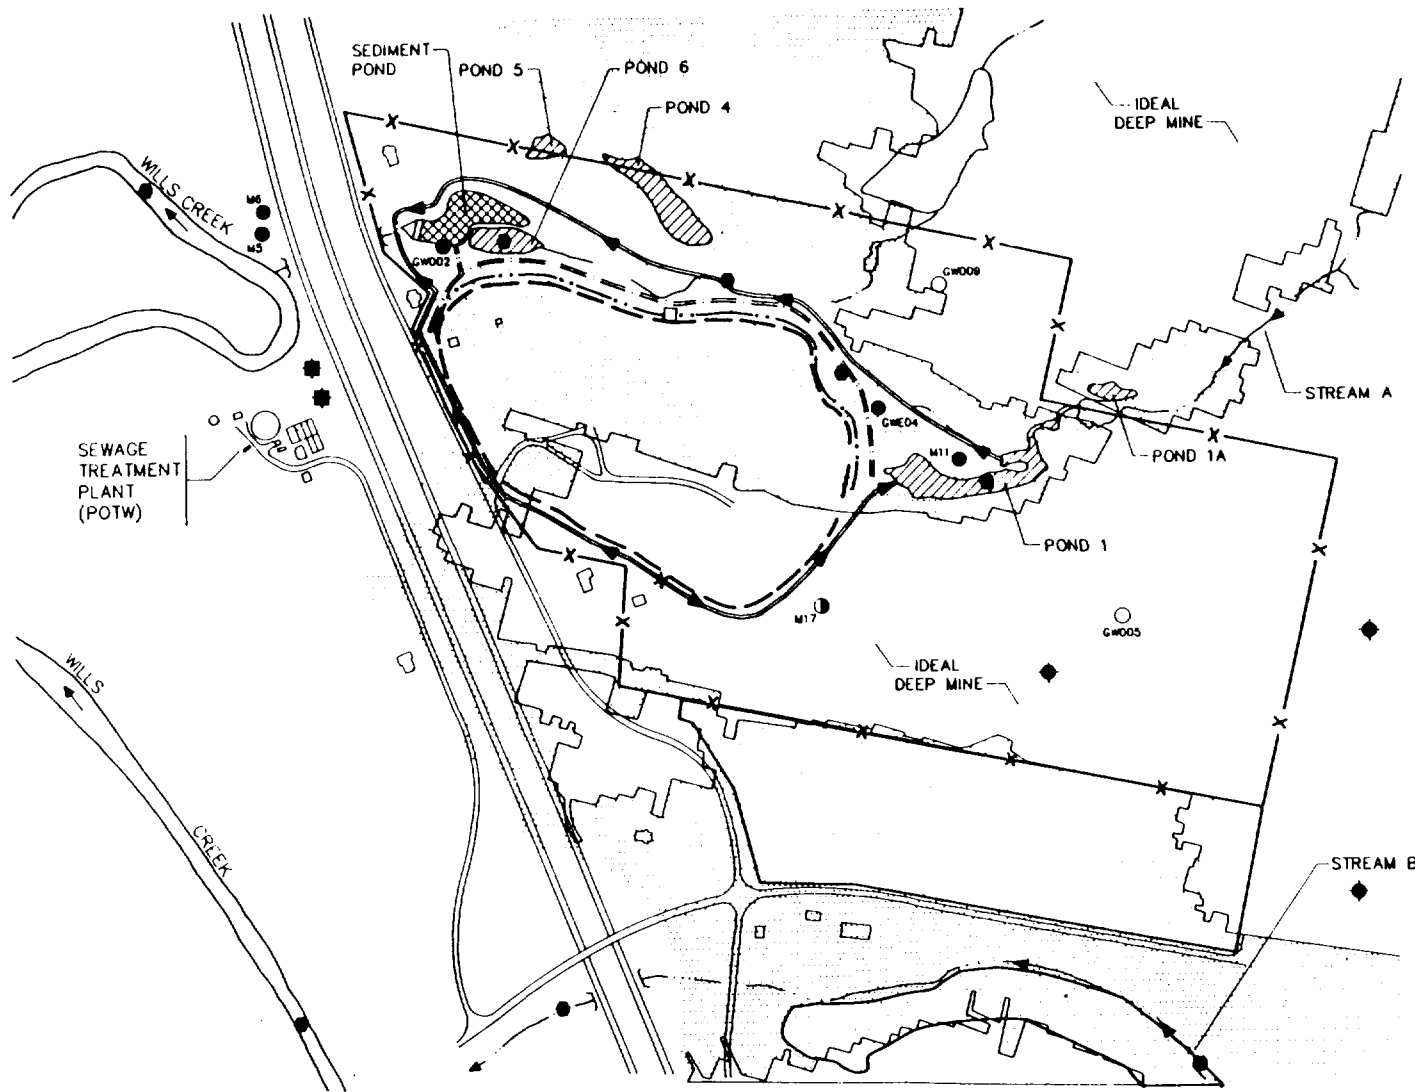 SEDIMENT
POND
POND 5
POND 6
POND 4
IDEAL
DEEP MINE
WILLS CREEK
M6
M5
GW002
GW009
P
STREAM A
GWE04
M11
POND 1A
SEWAGE
TREATMENT
PLANT
(POTW)
POND 1
M17
GW005
IDEAL
DEEP MINE
WILLS
CREEK
STREAM B